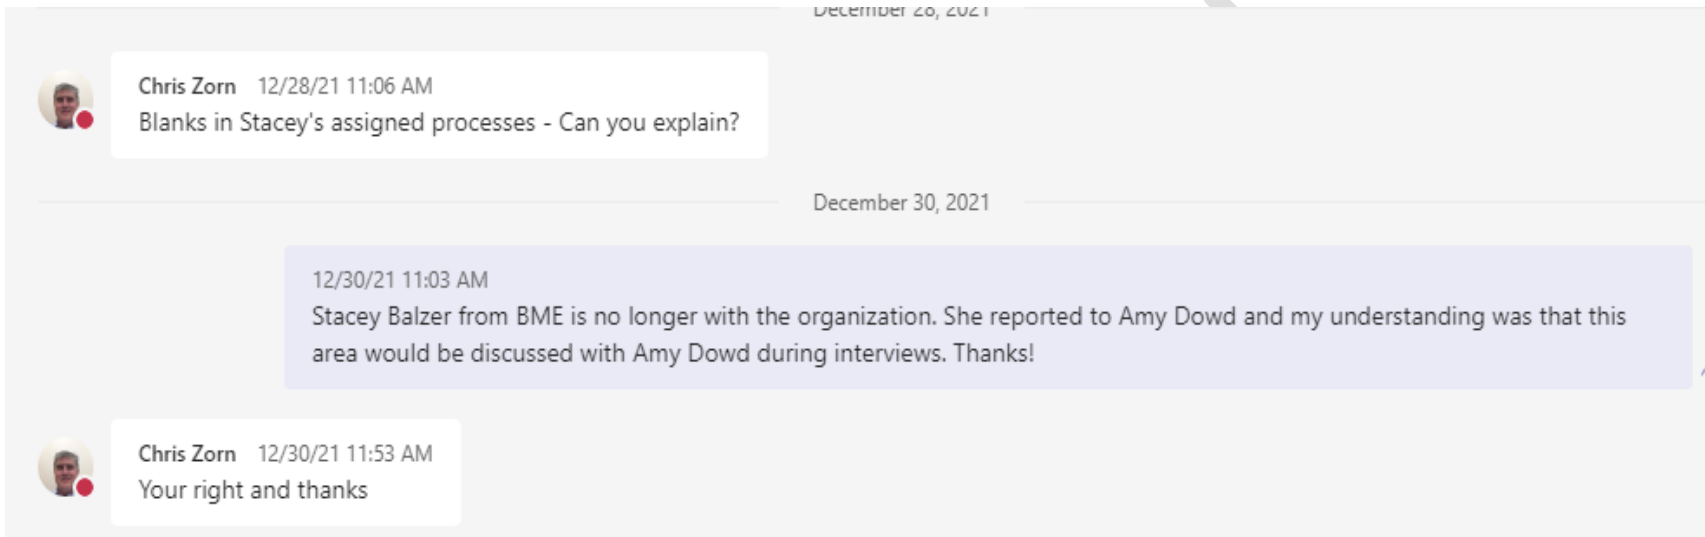 December 28, 2021
Chris Zorn 12/28/21 11:06 AM
Blanks in Stacey's assigned processes - Can you explain?
December 30, 2021
12/30/21 11:03 AM
Stacey Balzer from BME is no longer with the organization. She reported to Amy Dowd and my understanding was that this
area would be discussed with Amy Dowd during interviews. Thanks!
Chris Zorn 12/30/21 11:53 AM
Your right and thanks